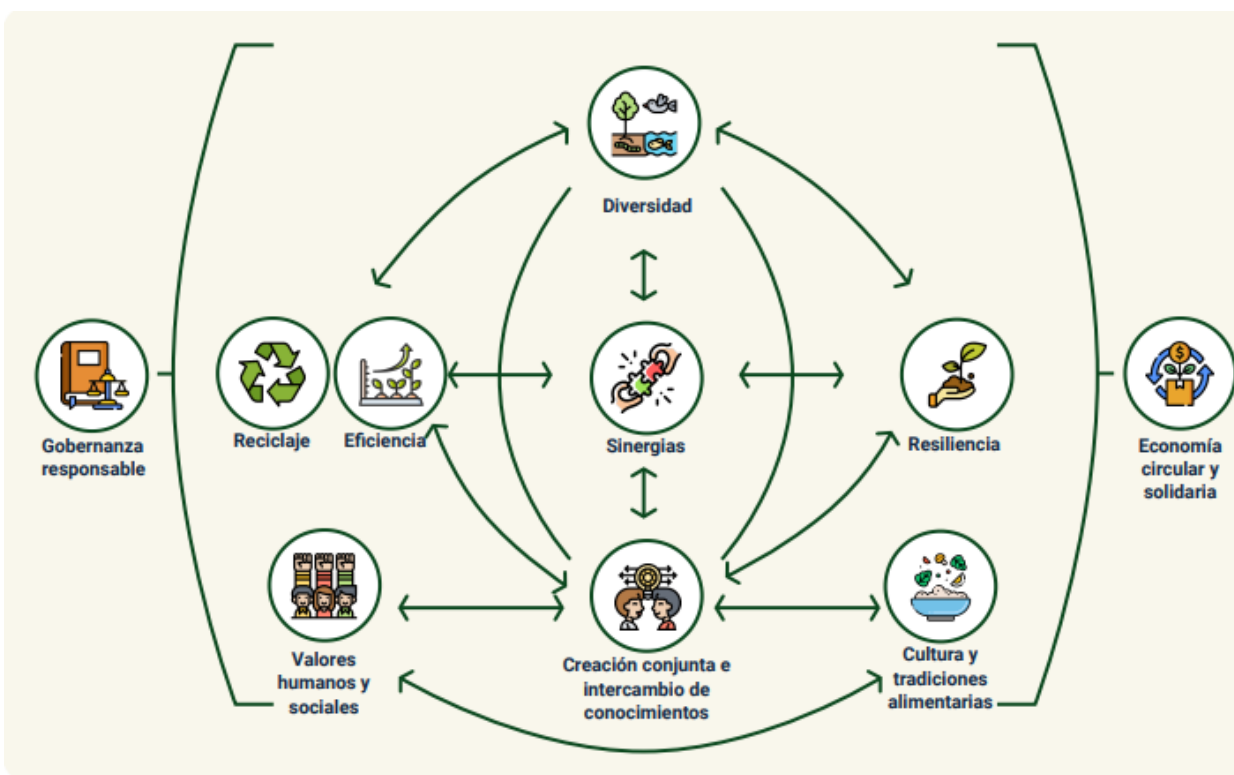 Diversidad
Gobernanza
responsable
Reciclaje
Eficiencia
Sinergias
Resiliencia
Economía
circular y
solidaria
Valores
humanos y
sociales
Creación conjunta e
intercambio de
conocimientos
Cultura y
tradiciones
alimentarias
$